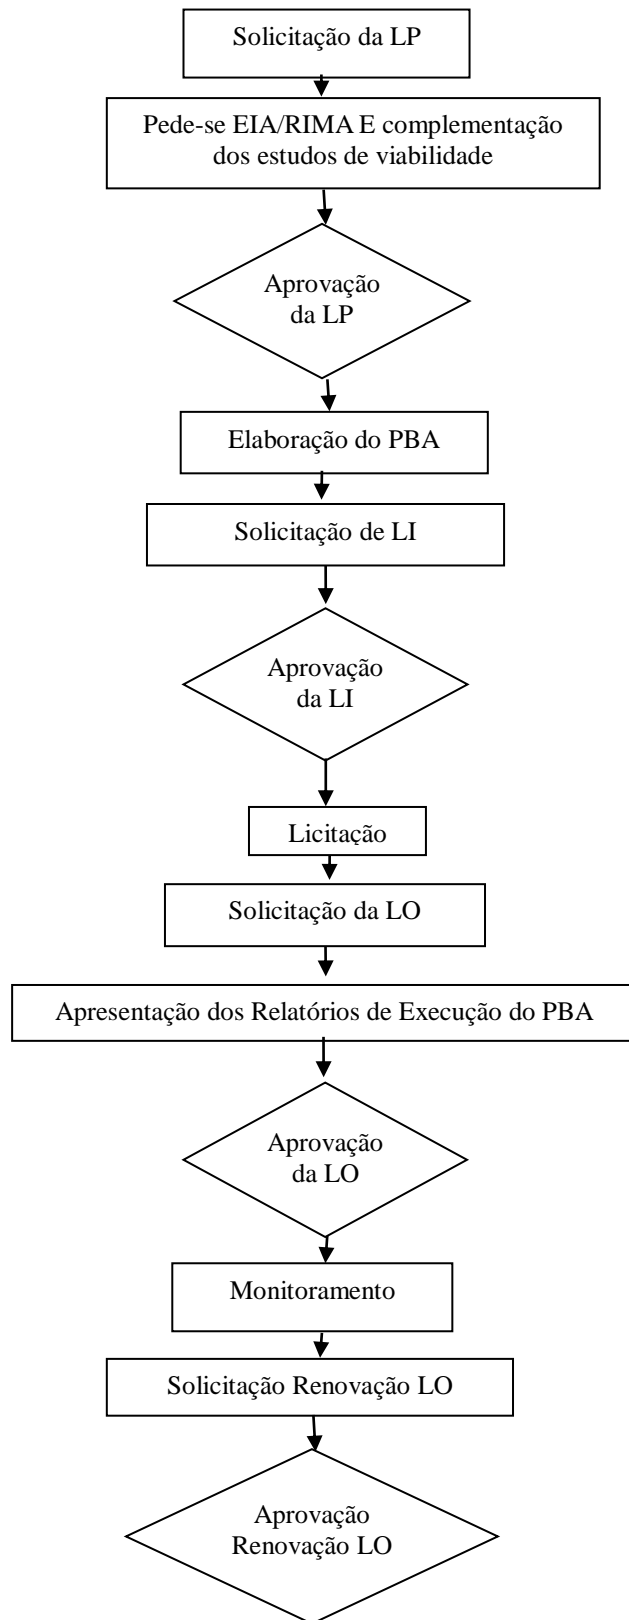 Solicitação da LP
Pede-se EIA/RIMA E complementação
dos estudos de viabilidade
Aprovação
da LP
Elaboração do PBA
Solicitação de LI
Aprovação
da LI
Licitação
Solicitação da LO
Apresentação dos Relatórios de Execução do PBA
Aprovação
da LO
Monitoramento
Solicitação Renovação LO
Aprovação
Renovação LO